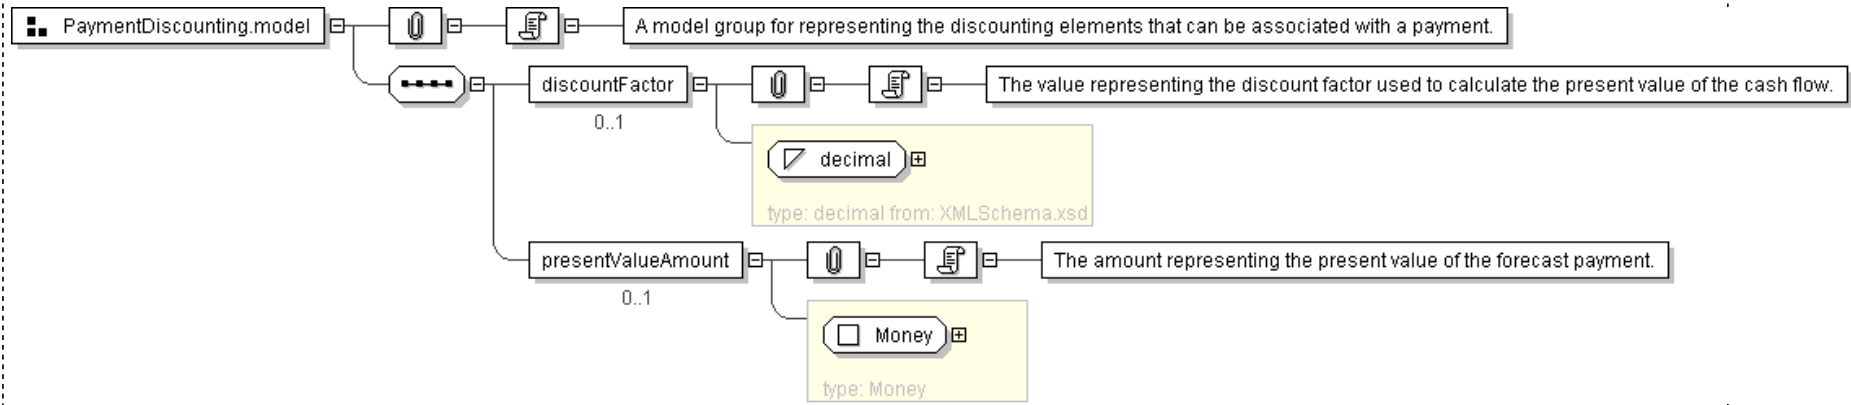 PaymentDiscounting.model
A model group for representing the discounting elements that can be associated with a payment.
discountFactor
The value representing the discount factor used to calculate the present value of the cash flow.
0..1
decimal
type: decimal from: XMLSchema.xsd
presentValueAmount
The amount representing the present value of the forecast payment.
0..1
Money
type: Money